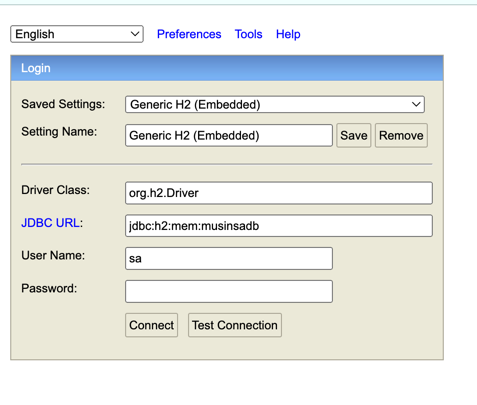 English Preferences Tools Help
Login
Saved Settings: Generic H2 (Embedded)
Setting Name: Generic H2 (Embedded) Save Remove
Driver Class: org.h2.Driver
JDBC URL: jdbc:h2:mem:musinsadb
User Name: sa
Password:
Connect Test Connection